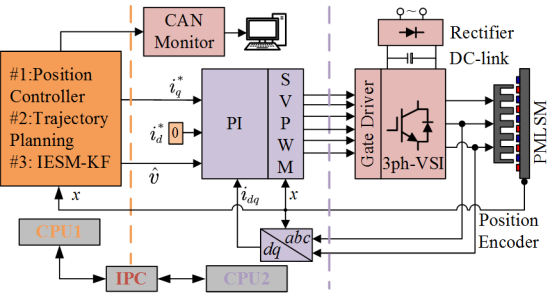 CAN
Monitor
#1:Position
Controller
#2:Trajectory
Planning
#3: IESM-KF
i*q
i*d
0
v̂
PI
SVPWM
Gate Driver
3ph-VSI
Rectifier
DC-link
~
PMLSM
Position
Encoder
x
idq
x
abc
dq
CPU1
IPC
CPU2